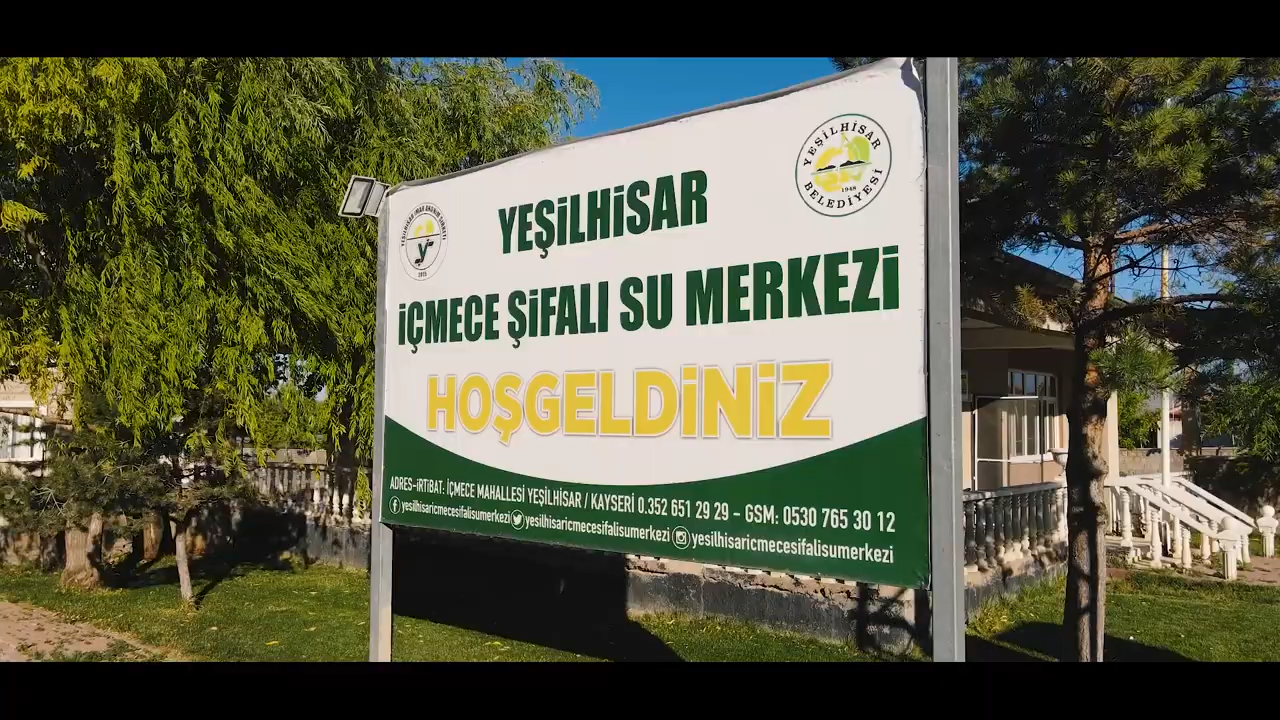 YEŞİLHİSAR BELEDİYESİ
1948
YEŞİLHİSAR
İÇMECE ŞİFALI SU MERKEZİ
HOŞGELDİNİZ
ADRES-İRTİBAT: İÇMECE MAHALLESİ YEŞİLHİSAR / KAYSERİ 0.352 651 29 29 - GSM: 0530 765 30 12
yesilhisaricmecesifalisumerkezi yesilhisaricmecesifalisumerkezi yesilhisaricmecesifalisumerkezi